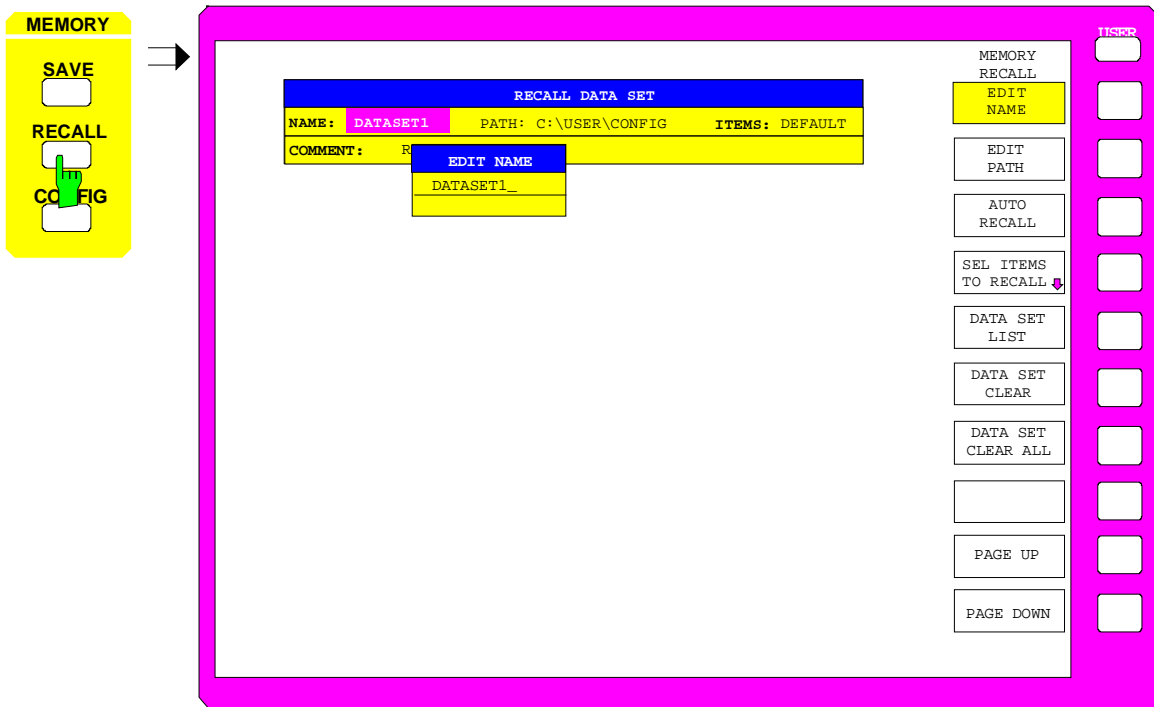 MEMORY
SAVE
RECALL
CONFIG
USER
MEMORY
RECALL
RECALL DATA SET
NAME: DATASET1 PATH: C:\USER\CONFIG ITEMS: DEFAULT
COMMENT: R
EDIT NAME
DATASET1_
EDIT
NAME
EDIT
PATH
AUTO
RECALL
SEL ITEMS
TO RECALL
DATA SET
LIST
DATA SET
CLEAR
DATA SET
CLEAR ALL
PAGE UP
PAGE DOWN